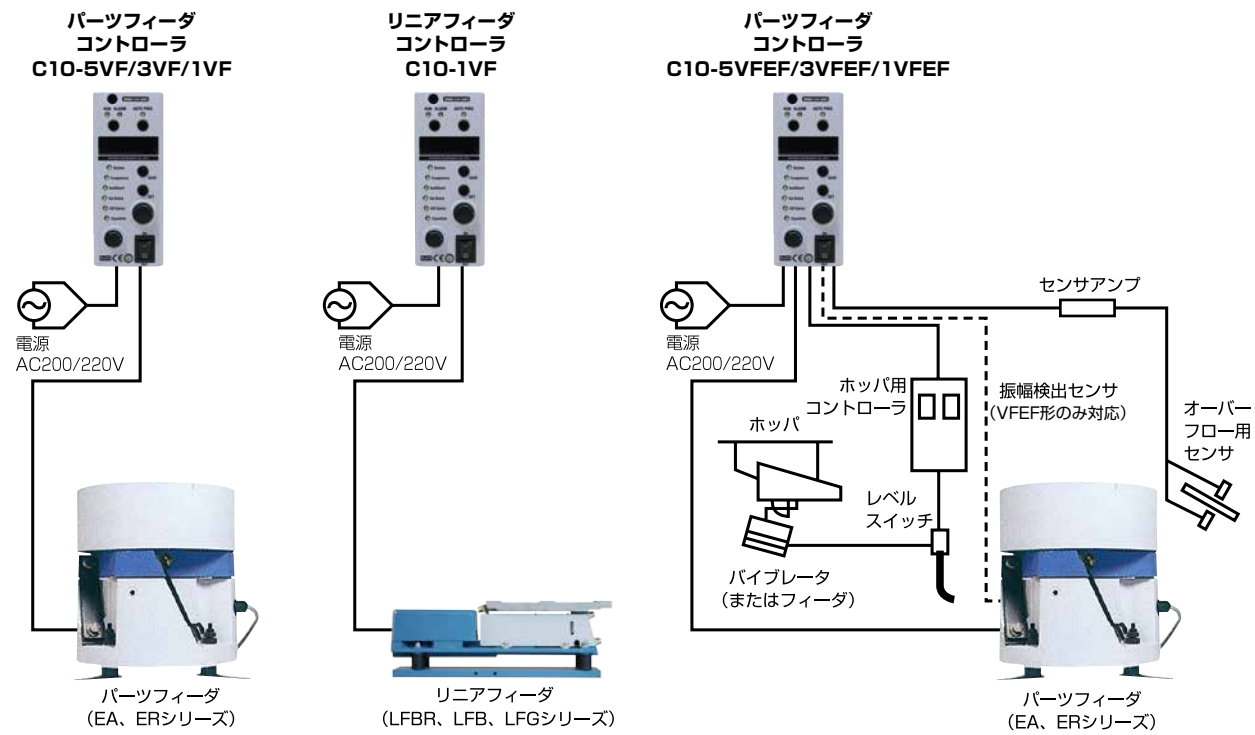 パーツフィーダ
コントローラ
C10-5VF/3VF/1VF
電源
AC200/220V
パーツフィーダ
（EA、ERシリーズ）
リニアフィーダ
コントローラ
C10-1VF
電源
AC200/220V
リニアフィーダ
（LFBR、LFB、LFGシリーズ）
パーツフィーダ
コントローラ
C10-5VFEF/3VFEF/1VFEF
電源
AC200/220V
センサアンプ
ホッパ用
コントローラ
振幅検出センサ
（VFEF形のみ対応）
オーバー
フロー用
センサ
ホッパ
レベル
スイッチ
バイブレータ
（またはフィーダ）
パーツフィーダ
（EA、ERシリーズ）